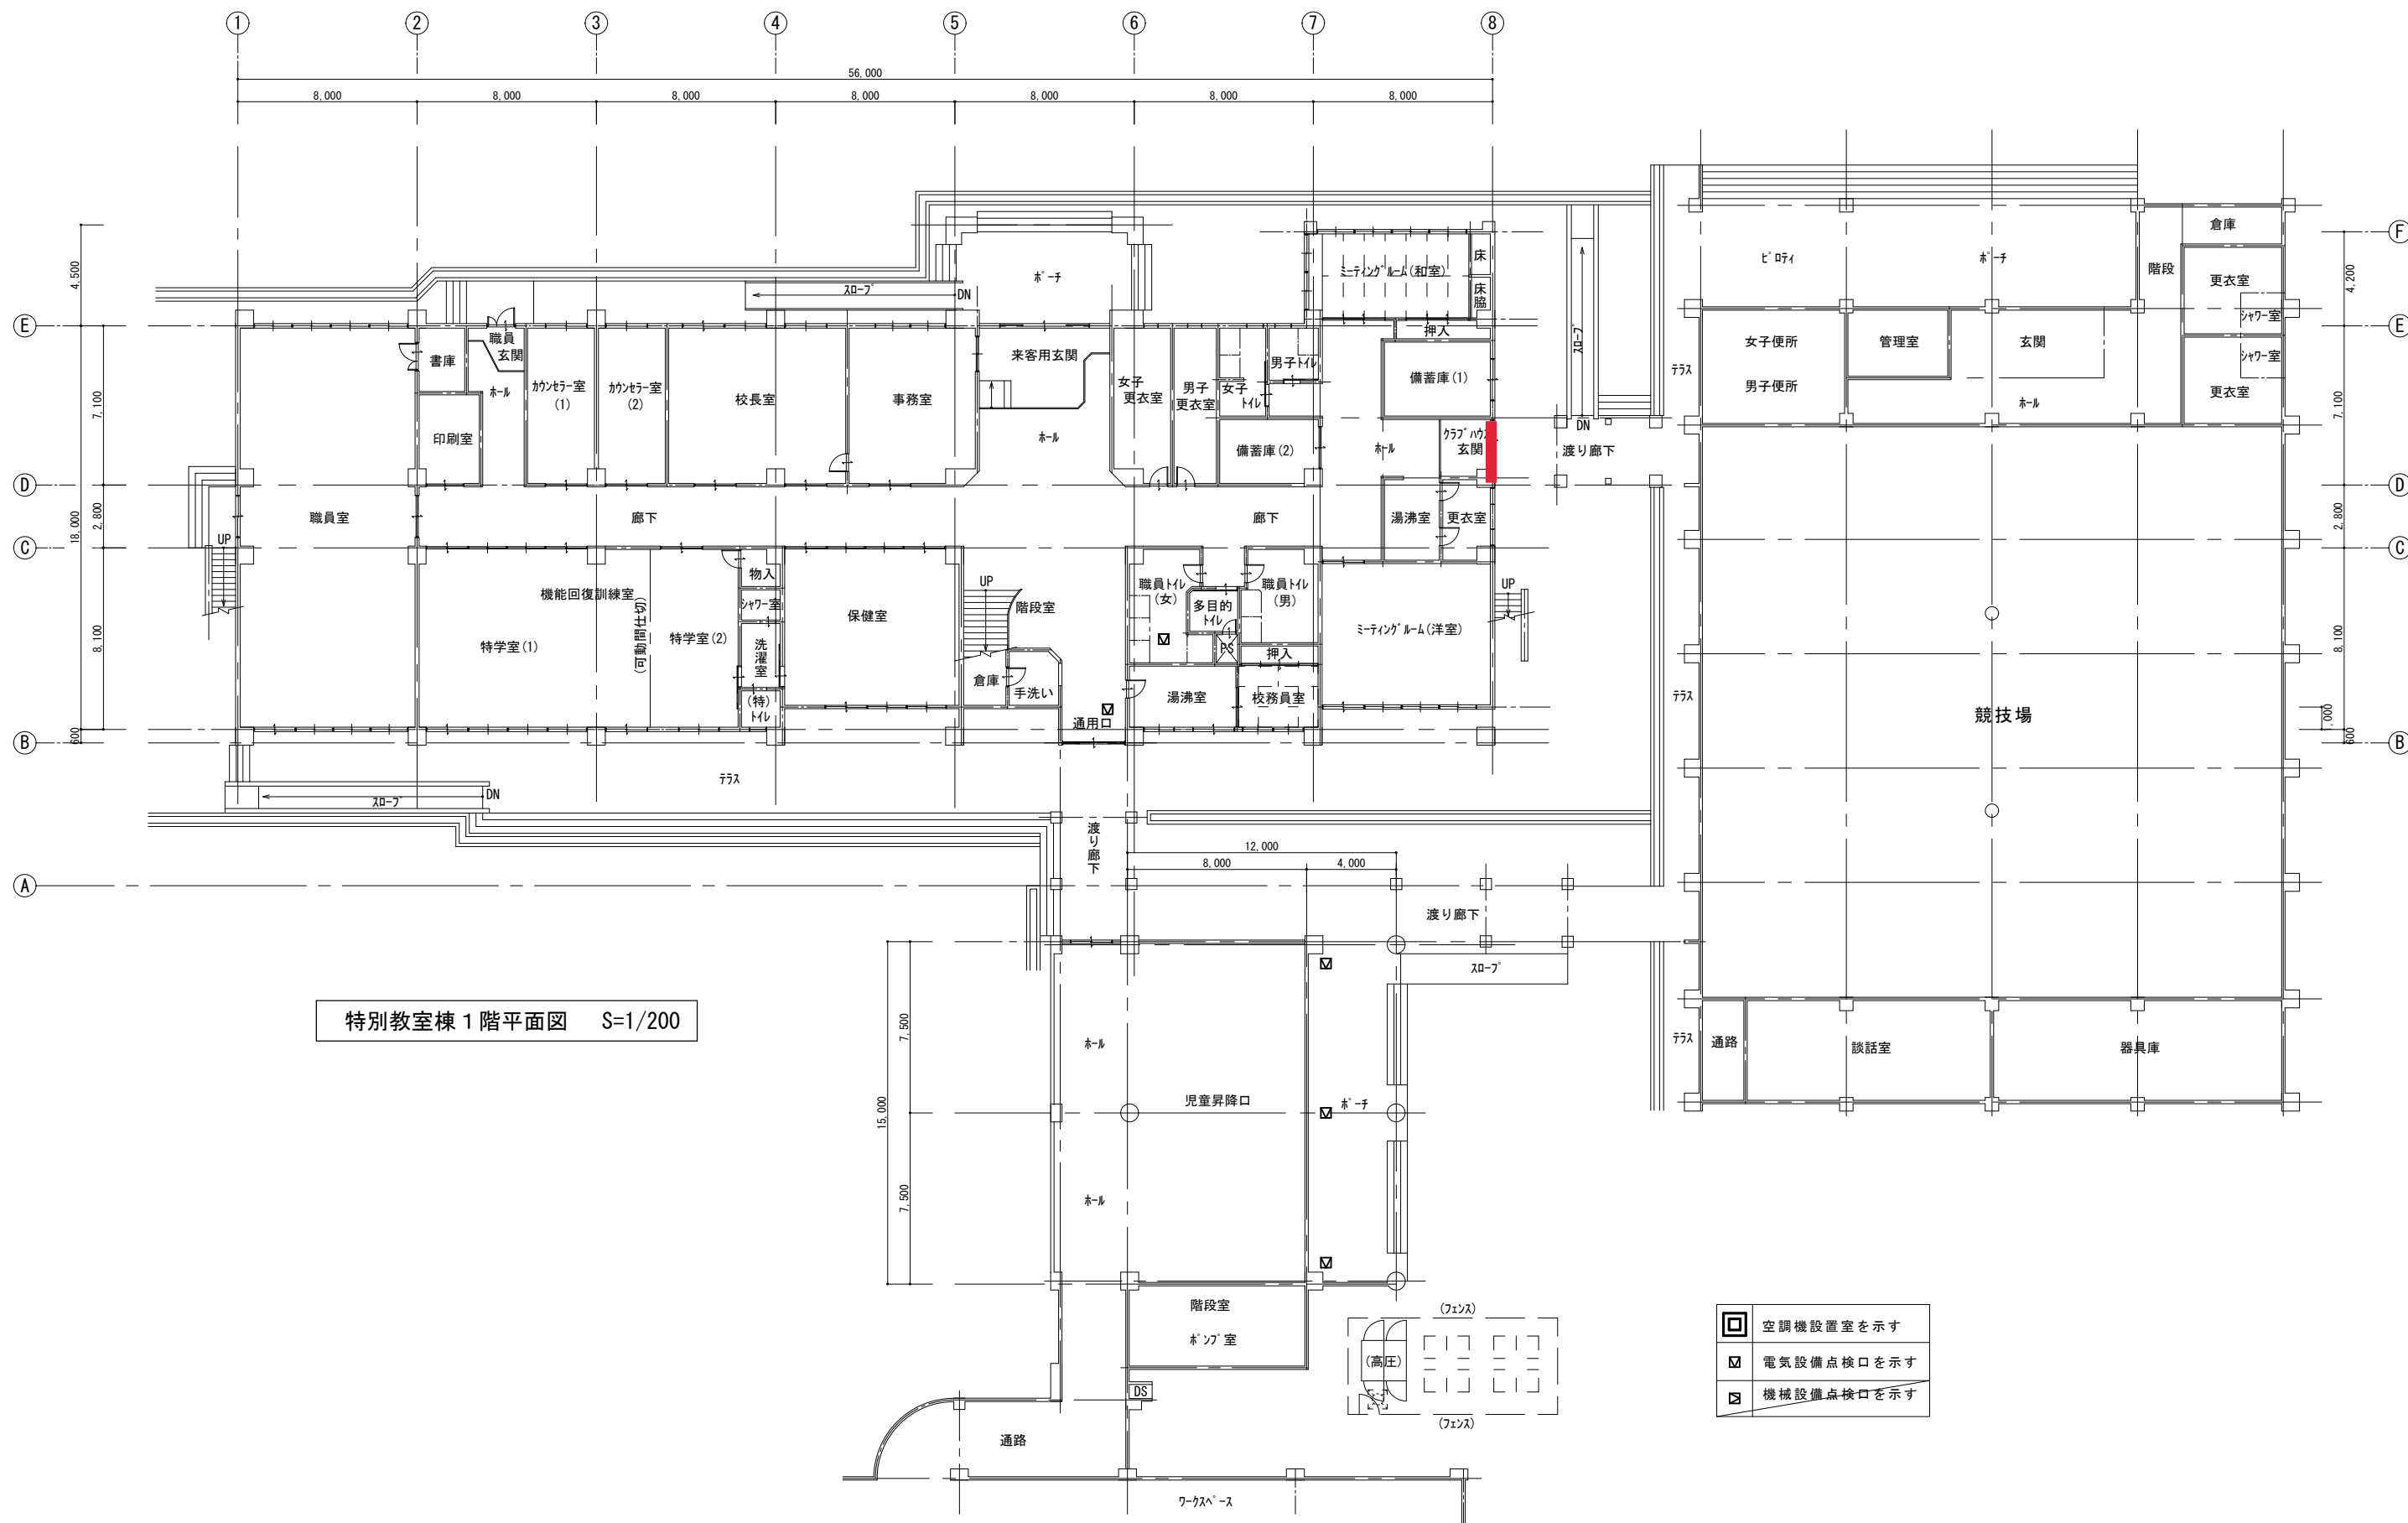 ① ② ③ ④ ⑤ ⑥ ⑦ ⑧
56,000
8,000 8,000 8,000 8,000 8,000 8,000 8,000
Ⓕ
Ⓔ
Ⓔ
Ⓓ
Ⓓ
Ⓒ
Ⓒ
Ⓑ
Ⓑ
Ⓐ
4,500
7,100
2,800
18,000
8,100
600
4,200
7,100
2,800
8,100
1,000
600
ﾎﾟｰﾁ
ｽﾛｰﾌﾟ
DN
ﾐｰﾃｨﾝｸﾞﾙｰﾑ(和室)
床
床脇
押入
ｽﾛｰﾌﾟ
DN
職員玄関
書庫
ﾎｰﾙ
印刷室
ｶｳﾝｾﾗｰ室
(1)
ｶｳﾝｾﾗｰ室
(2)
校長室
事務室
来客用玄関
ﾎｰﾙ
女子
更衣室
男子
更衣室
女子
ﾄｲﾚ
男子ﾄｲﾚ
備蓄庫(1)
備蓄庫(2)
ﾎｰﾙ
ｸﾗﾌﾞﾊｳｽ
玄関
渡り廊下
職員室
廊下
廊下
湯沸室
更衣室
UP
機能回復訓練室
特学室(1)
(可動間仕切)
特学室(2)
物入
ｼｬﾜｰ室
洗濯室
(特)
ﾄｲﾚ
保健室
UP
階段室
倉庫
手洗い
通用口
職員ﾄｲﾚ
(女)
多目的
ﾄｲﾚ
PS
職員ﾄｲﾚ
(男)
押入
湯沸室
校務員室
ﾐｰﾃｨﾝｸﾞﾙｰﾑ(洋室)
UP
ﾃﾗｽ
ｽﾛｰﾌﾟ
DN
渡り廊下
12,000
8,000 4,000
渡り廊下
ｽﾛｰﾌﾟ
7,500
15,000
7,500
ﾎｰﾙ
児童昇降口
ﾎﾟｰﾁ
ﾎｰﾙ
階段室
ﾎﾟﾝﾌﾟ室
DS
通路
ﾜｰｸｽﾍﾟｰｽ
(ﾌｪﾝｽ)
(高圧)
(ﾌｪﾝｽ)
ﾋﾟﾛﾃｨ
ﾎﾟｰﾁ
階段
倉庫
更衣室
ｼｬﾜｰ室
ｼｬﾜｰ室
更衣室
女子便所
男子便所
管理室
玄関
ﾎｰﾙ
ﾃﾗｽ
ﾃﾗｽ
競技場
ﾃﾗｽ
通路
談話室
器具庫
特別教室棟１階平面図 S=1/200
空調機設置室を示す
電気設備点検口を示す
機械設備点検口を示す